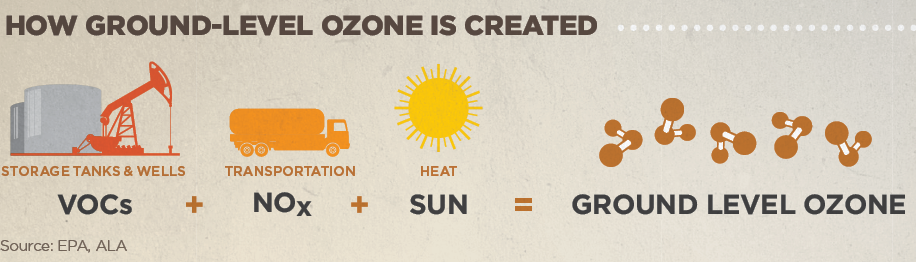 HOW GROUND-LEVEL OZONE IS CREATED
STORAGE TANKS & WELLS TRANSPORTATION HEAT
VOCs + NOx + SUN = GROUND LEVEL OZONE
Source: EPA, ALA